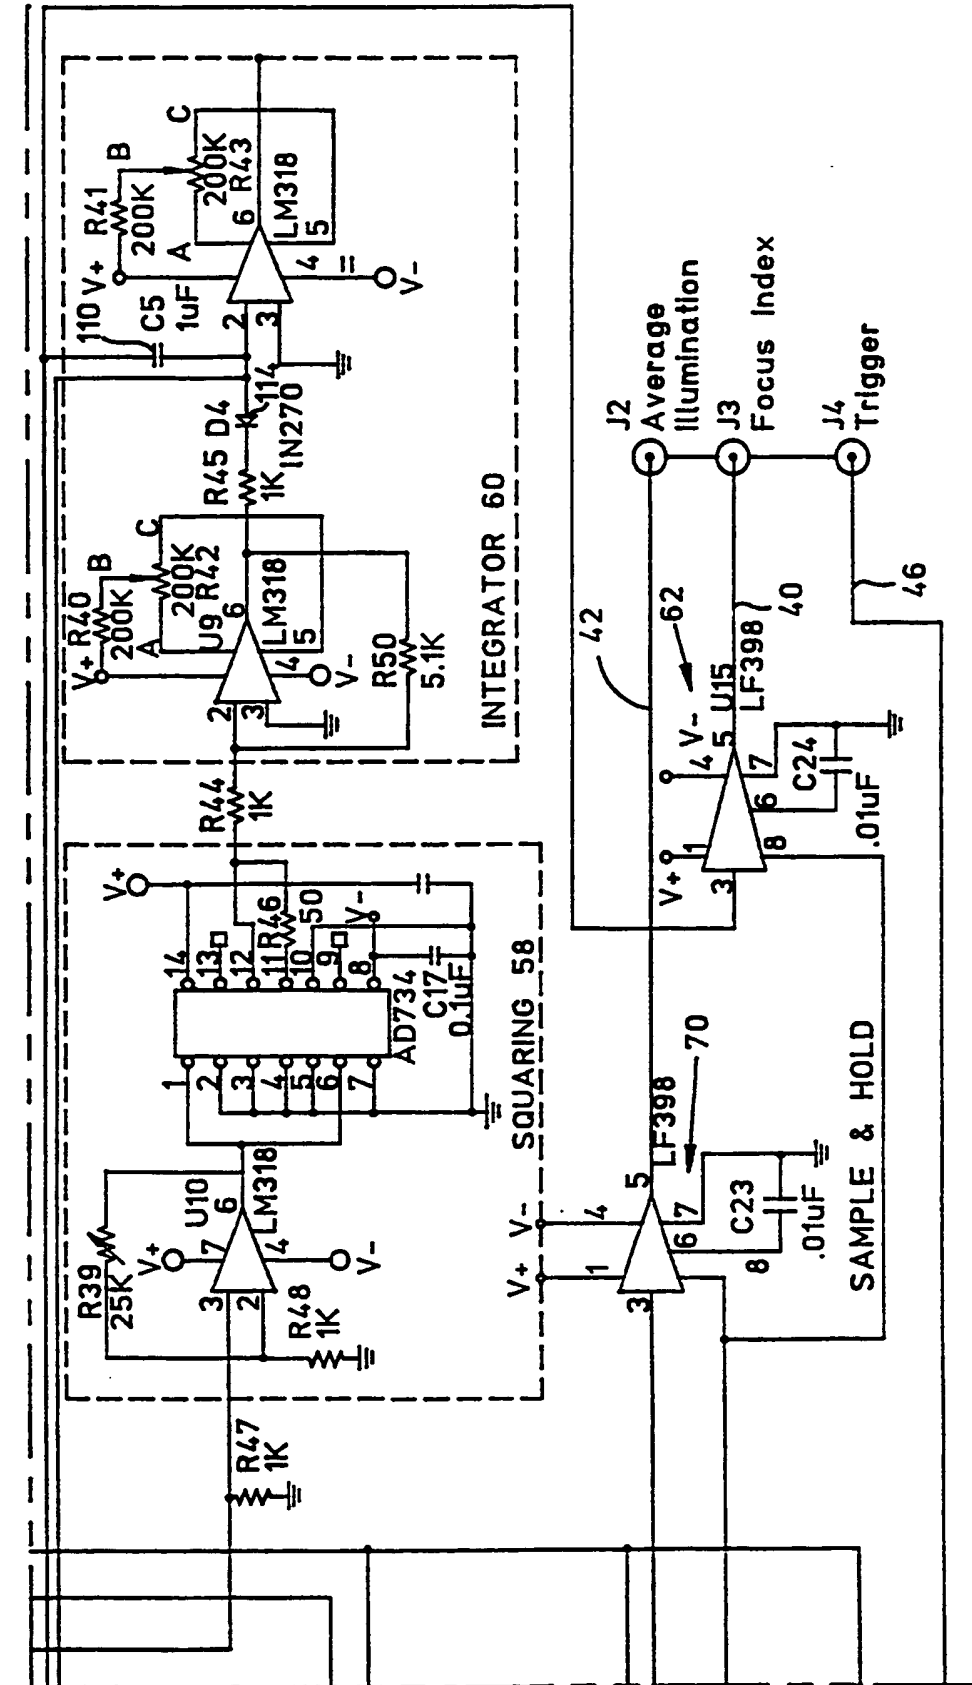 110
V+
R41
200K
B
C
A
C5
1uF
200K
R43
6
LM318
5
2
3
4
=
V-
114
R45
1K
D4
IN270
R40
200K
V+
B
C
A
200K
R42
U9
6
LM318
5
2
3
4
V-
R50
5.1K
INTEGRATOR 60
R44
1K
V+
14
13
12
11
10
9
8
R46
50
V-
C17
0.1uF
AD734
1
2
3
4
5
6
7
SQUARING 58
R39
25K
U10
V+
7
6
LM318
3
2
4
V-
R48
1K
R47
1K
J2
Average
Illumination
J3
Focus Index
J4
Trigger
42
62
40
46
U15
LF398
V-
V+
4
5
1
3
7
6
8
C24
.01uF
LF398
70
V-
V+
4
5
1
3
7
6
8
C23
.01uF
SAMPLE & HOLD